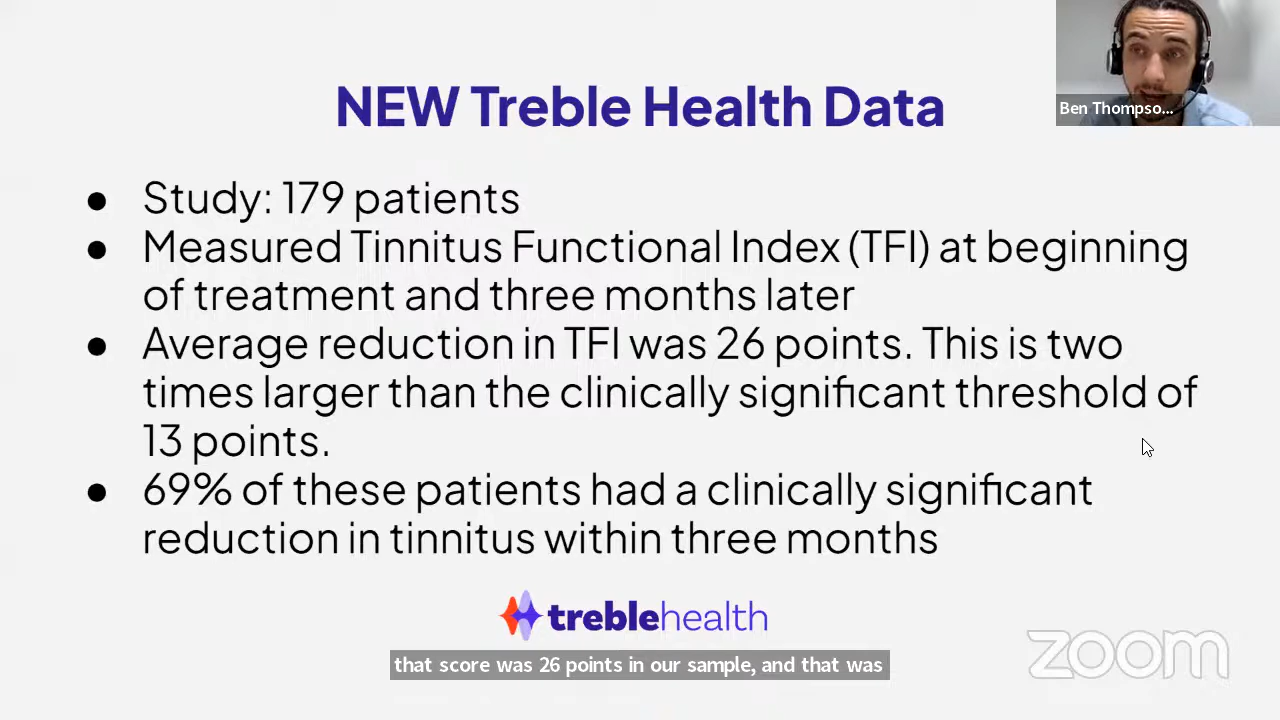 NEW Treble Health Data
Ben Thompso...
● Study: 179 patients
● Measured Tinnitus Functional Index (TFI) at beginning
of treatment and three months later
● Average reduction in TFI was 26 points. This is two
times larger than the clinically significant threshold of
13 points.
● 69% of these patients had a clinically significant
reduction in tinnitus within three months
treblehealth
that score was 26 points in our sample, and that was
zoom